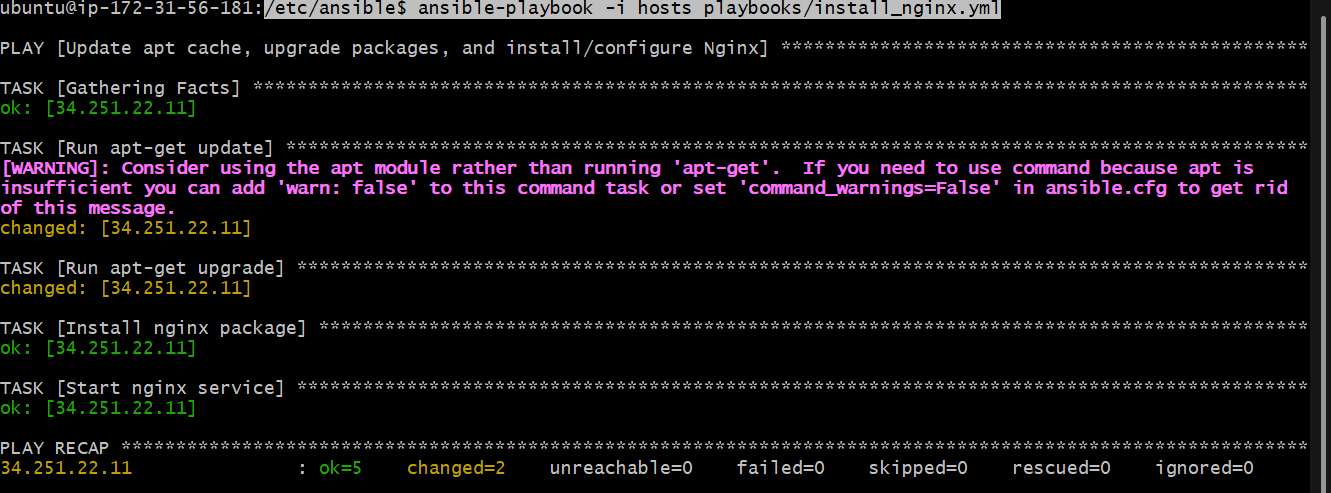 ubuntu@ip-172-31-56-181:/etc/ansible$ ansible-playbook -i hosts playbooks/install_nginx.yml
PLAY [Update apt cache, upgrade packages, and install/configure Nginx] ************************************************
TASK [Gathering Facts] ************************************************************************************************
ok: [34.251.22.11]
TASK [Run apt-get update] *********************************************************************************************
[WARNING]: Consider using the apt module rather than running 'apt-get'.  If you need to use command because apt is
insufficient you can add 'warn: false' to this command task or set 'command_warnings=False' in ansible.cfg to get rid
of this message.
changed: [34.251.22.11]
TASK [Run apt-get upgrade] ********************************************************************************************
changed: [34.251.22.11]
TASK [Install nginx package] ******************************************************************************************
ok: [34.251.22.11]
TASK [Start nginx service] ********************************************************************************************
ok: [34.251.22.11]
PLAY RECAP ************************************************************************************************************
34.251.22.11               : ok=5    changed=2    unreachable=0    failed=0    skipped=0    rescued=0    ignored=0